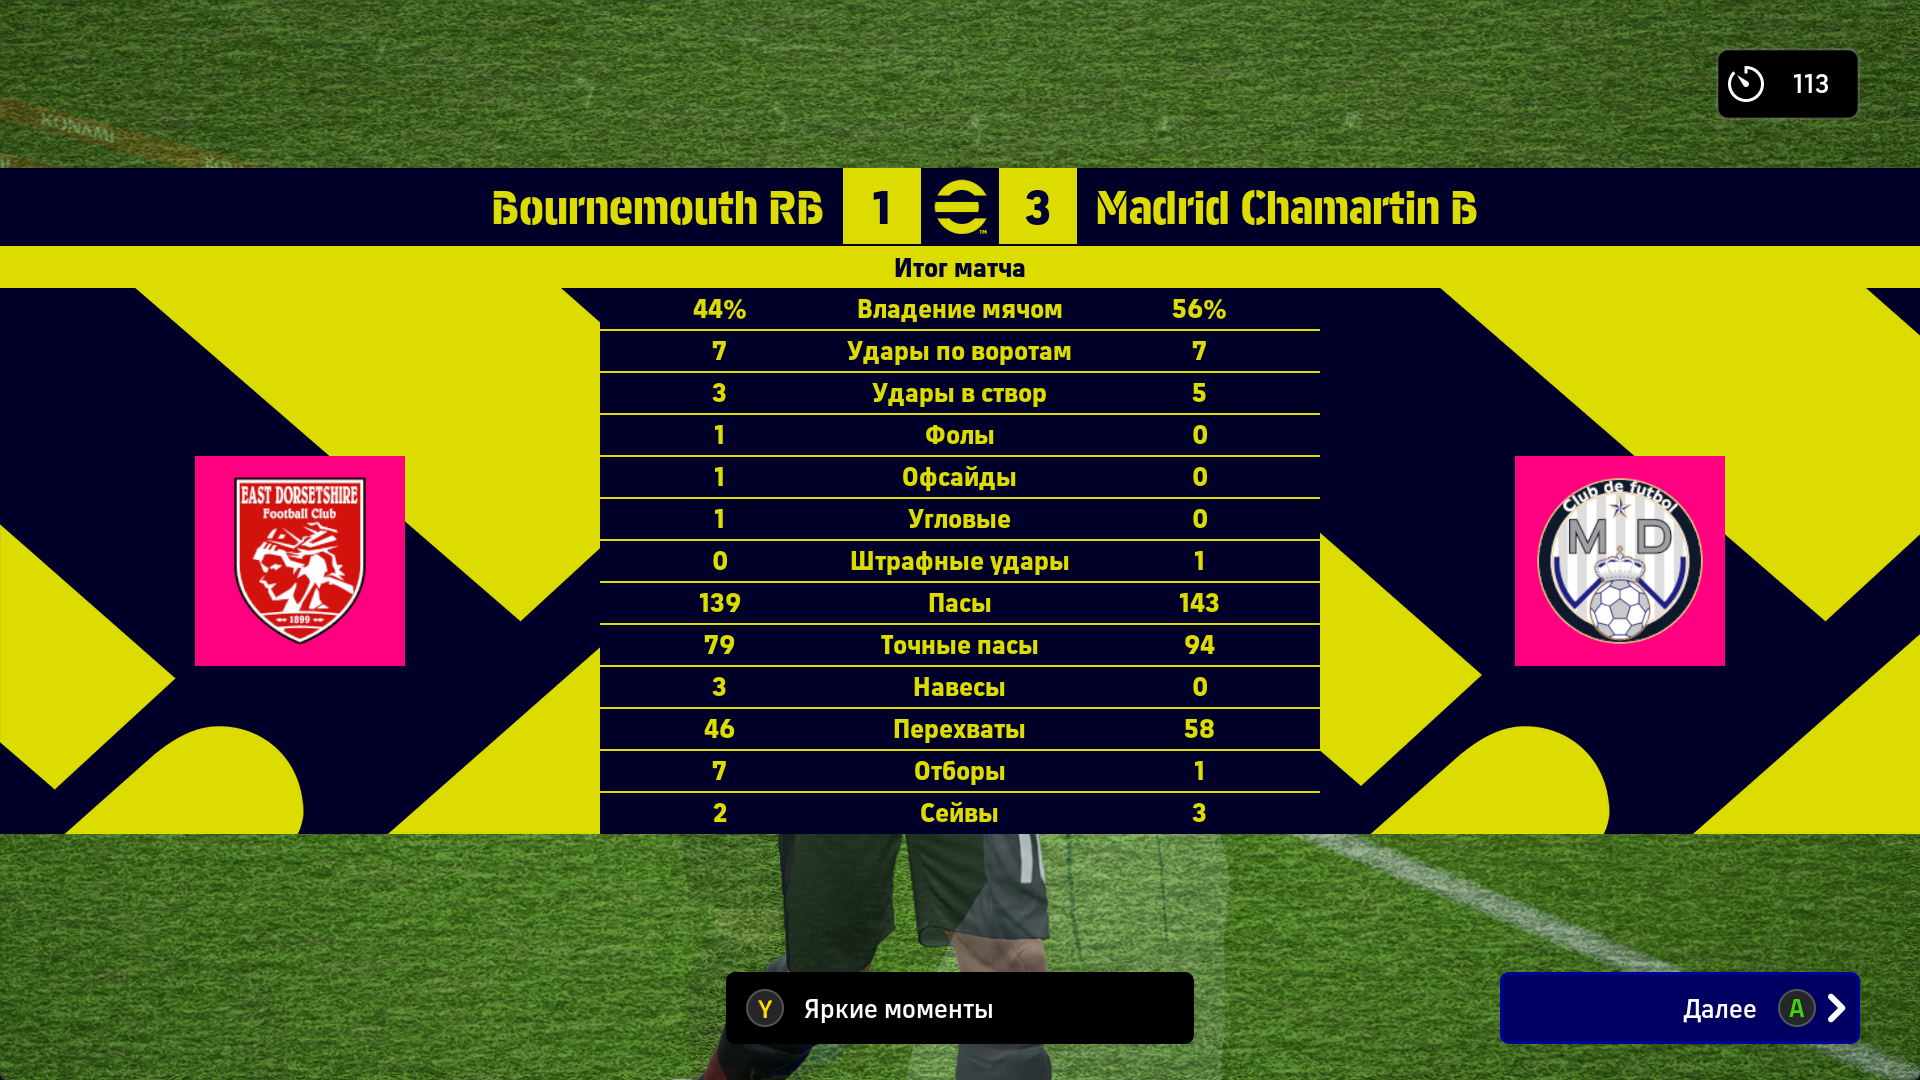 113
KONAMI
Bournemouth RB 1 3 Madrid Chamartin B
Итог матча
44% Владение мячом 56%
7 Удары по воротам 7
3 Удары в створ 5
1 Фолы 0
1 Офсайды 0
1 Угловые 0
0 Штрафные удары 1
139 Пасы 143
79 Точные пасы 94
3 Навесы 0
46 Перехваты 58
7 Отборы 1
2 Сейвы 3
EAST DORSETSHIRE
Football Club
1899
Club de futbol
M D
Y Яркие моменты
Далее A